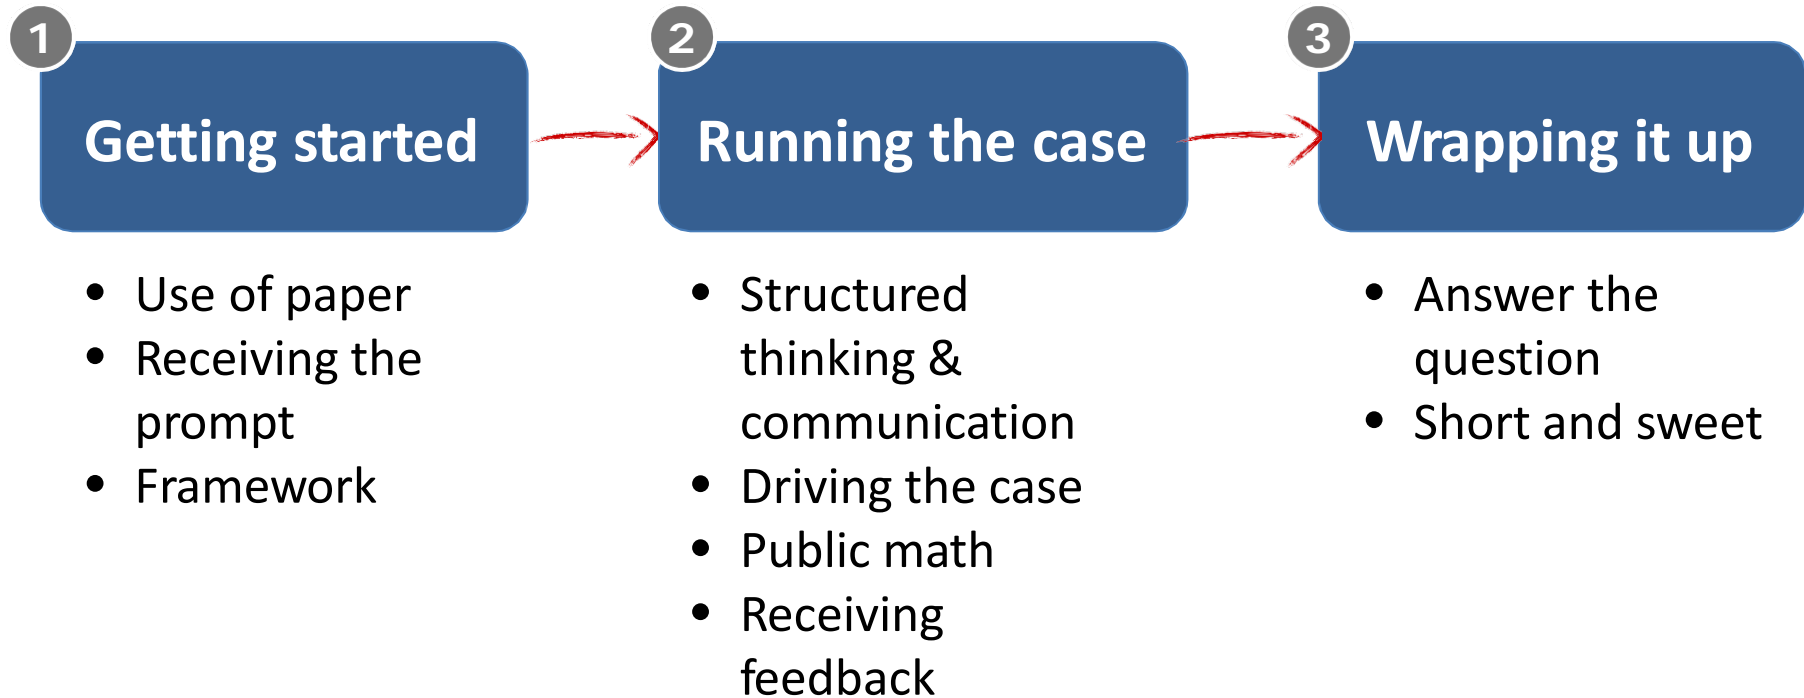 1
Getting started
• Use of paper
• Receiving the
prompt
• Framework
2
Running the case
• Structured
thinking &
communication
• Driving the case
• Public math
• Receiving
feedback
3
Wrapping it up
• Answer the
question
• Short and sweet